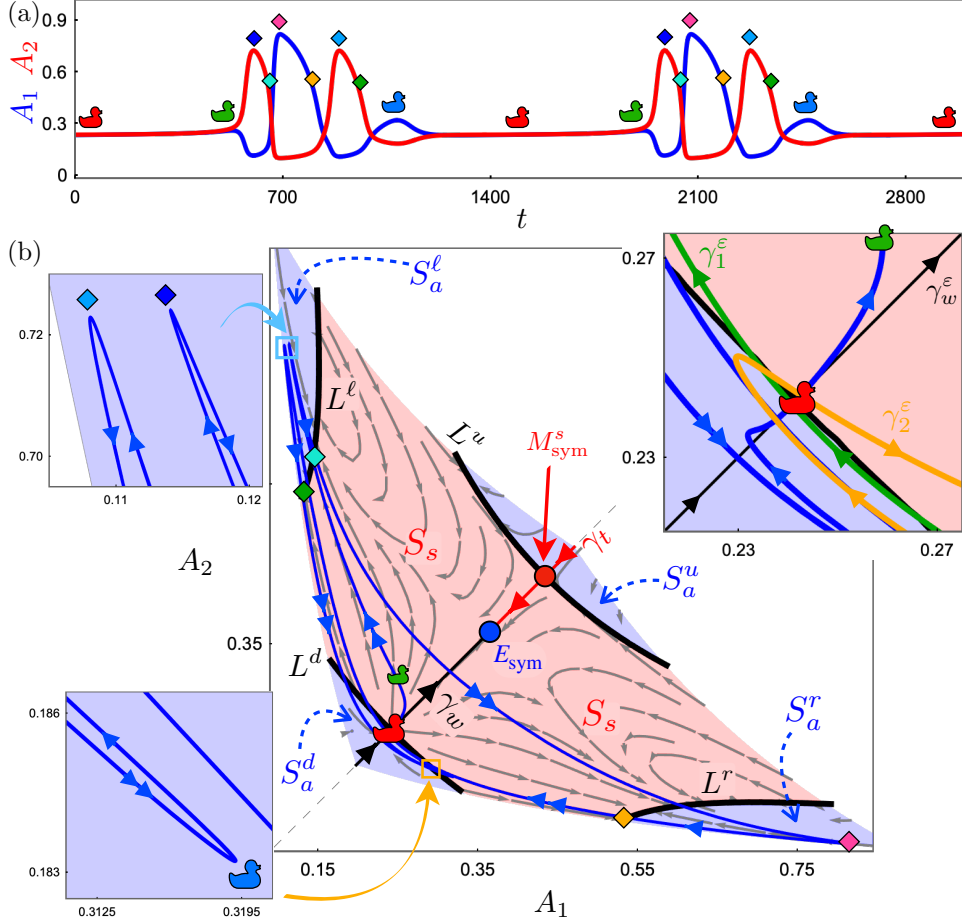 (a)
A₁ A₂
0.9
0.6
0.3
0
0 700 1400 2100 2800
t
(b)
0.72
0.70
0.11 0.12
S_a^ℓ
L^ℓ
L^u
M_sym^s
γ_t
S_s
S_a^u
E_sym
L^d
γ_w
S_s
S_a^r
S_a^d
L^r
A₂
0.35
0.15 0.35 0.55 0.75
A₁
0.27
0.23
0.23 0.27
γ₁^ε
γ_w^ε
γ₂^ε
0.186
0.183
0.3125 0.3195